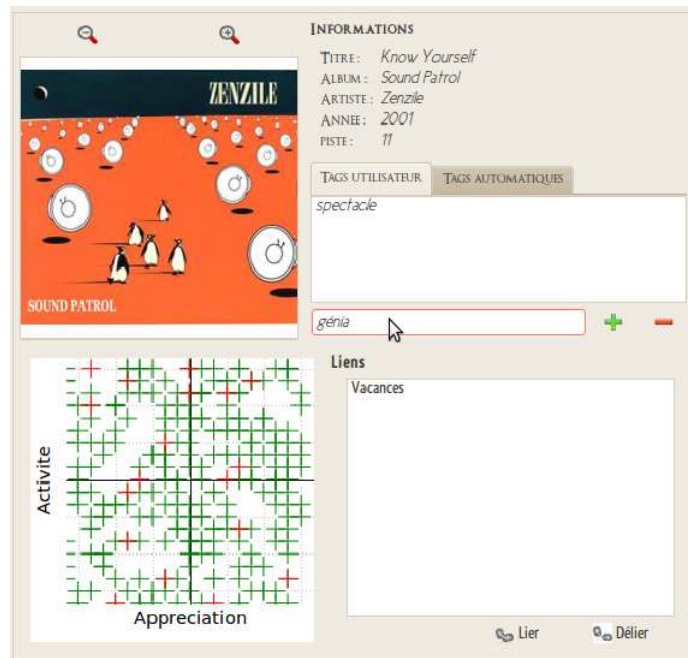 INFORMATIONS
TITRE : Know Yourself
ALBUM : Sound Patrol
ARTISTE : Zenzile
ANNEE : 2001
PISTE : 11
ZENZILE
SOUND PATROL
TAGS UTILISATEUR
TAGS AUTOMATIQUES
spectacle
génia
Liens
Vacances
Activite
Appreciation
Lier
Délier